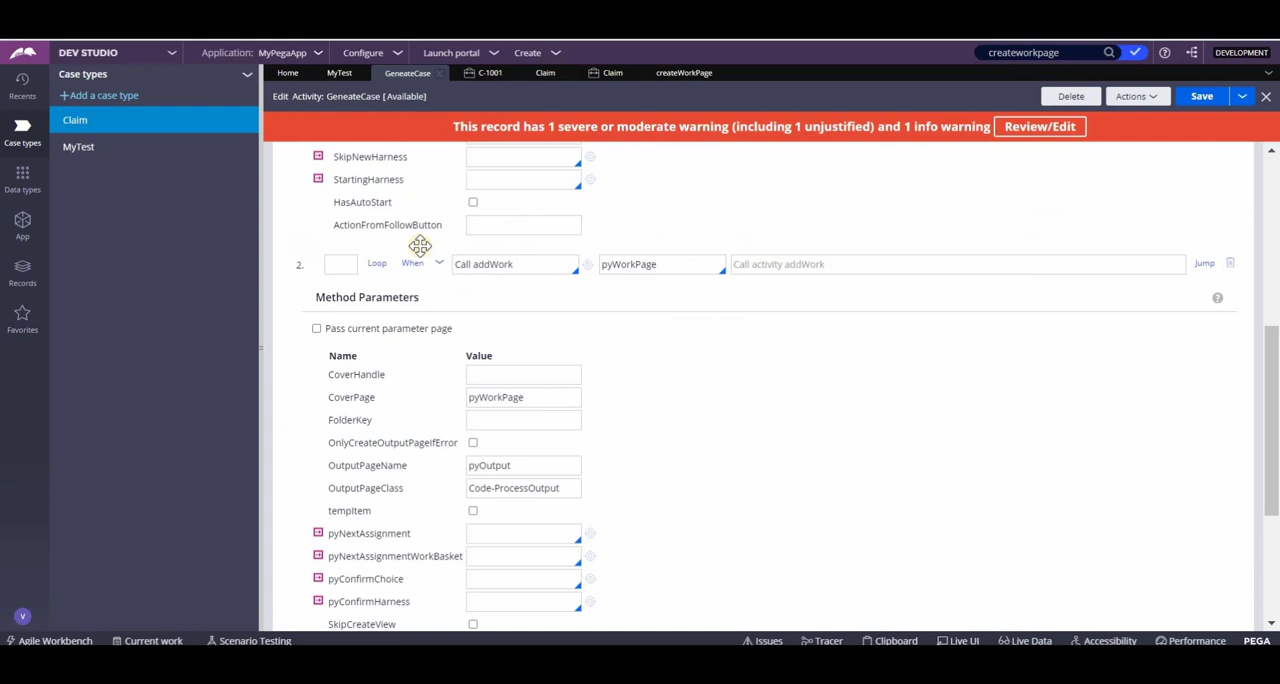 DEV STUDIO Application: MyPegaApp Configure Launch portal Create createworkpage DEVELOPMENT
Recents
Case types
Data types
App
Records
Favorites
V
Case types
+Add a case type
Claim
MyTest
Home MyTest GeneateCase C-1001 Claim Claim createWorkPage
Edit Activity: GeneateCase [Available] Delete Actions Save
This record has 1 severe or moderate warning (including 1 unjustified) and 1 info warning Review/Edit
SkipNewHarness
StartingHarness
HasAutoStart
ActionFromFollowButton
2. Loop When Call addWork pyWorkPage Call activity addWork Jump
Method Parameters
Pass current parameter page
Name Value
CoverHandle
CoverPage pyWorkPage
FolderKey
OnlyCreateOutputPageIfError
OutputPageName pyOutput
OutputPageClass Code-ProcessOutput
tempItem
pyNextAssignment
pyNextAssignmentWorkBasket
pyConfirmChoice
pyConfirmHarness
SkipCreateView
Agile Workbench Current work Scenario Testing Issues Tracer Clipboard Live UI Live Data Accessibility Performance PEGA